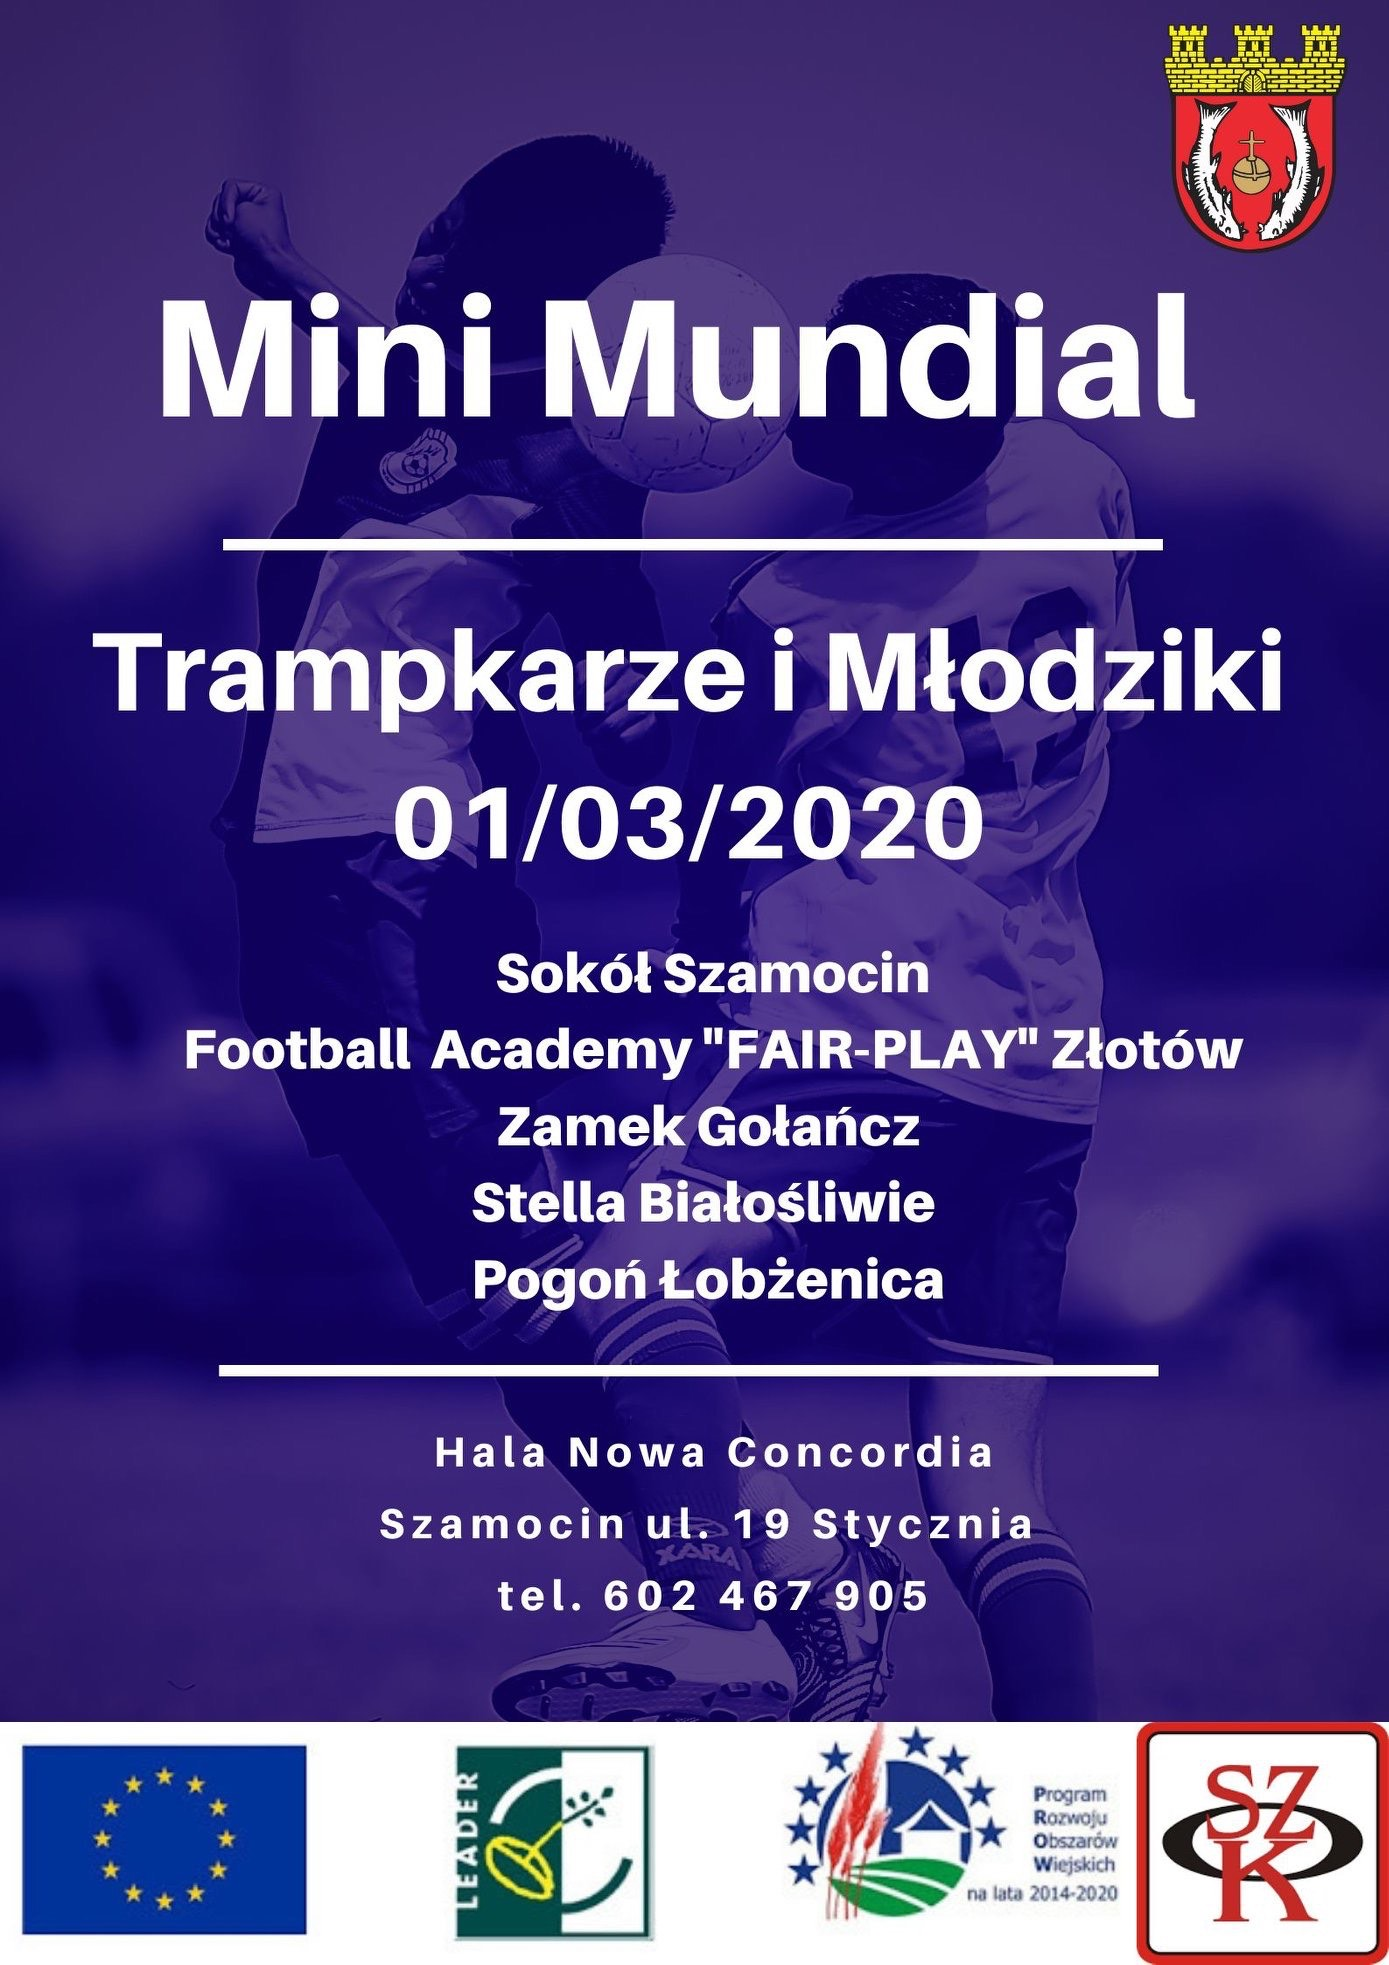 Mini Mundial
Trampkarze i Młodziki
01/03/2020
Sokół Szamocin
Football Academy "FAIR-PLAY" Złotów
Zamek Gołańcz
Stella Białośliwie
Pogoń Łobżenica
Hala Nowa Concordia
Szamocin ul. 19 Stycznia
XARA
tel. 602 467 905
LEADER
Program
Rozwoju
Obszarów
Wiejskich
na lata 2014-2020
SZ
K